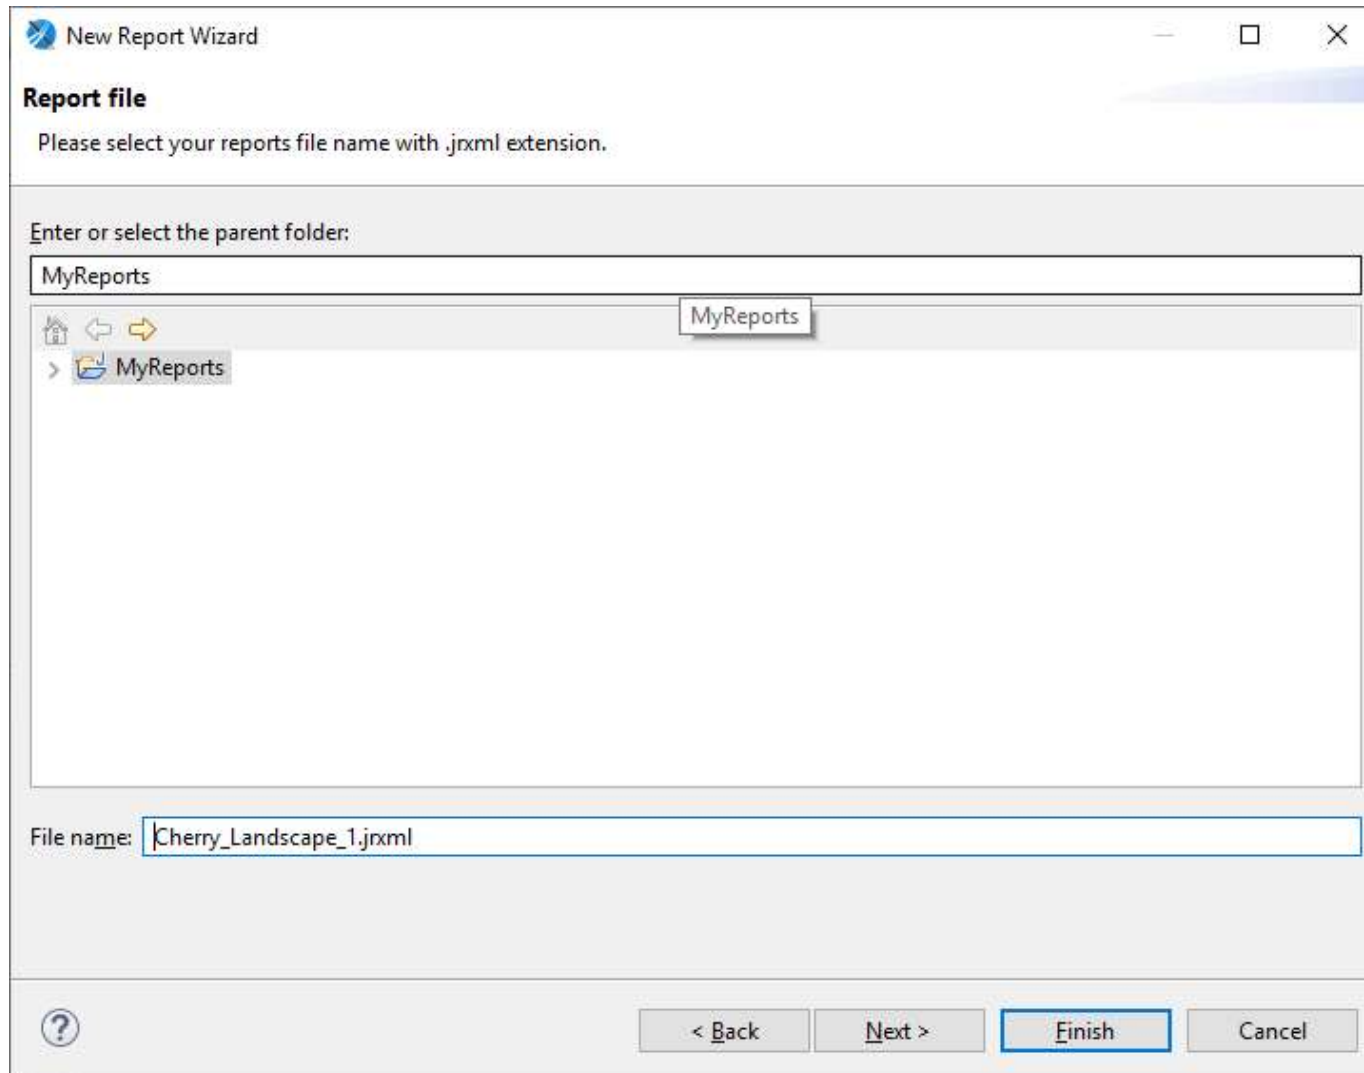 New Report Wizard
Report file
Please select your reports file name with .jrxml extension.
Enter or select the parent folder:
MyReports
MyReports
MyReports
File name: Cherry_Landscape_1.jrxml
? < Back Next > Finish Cancel